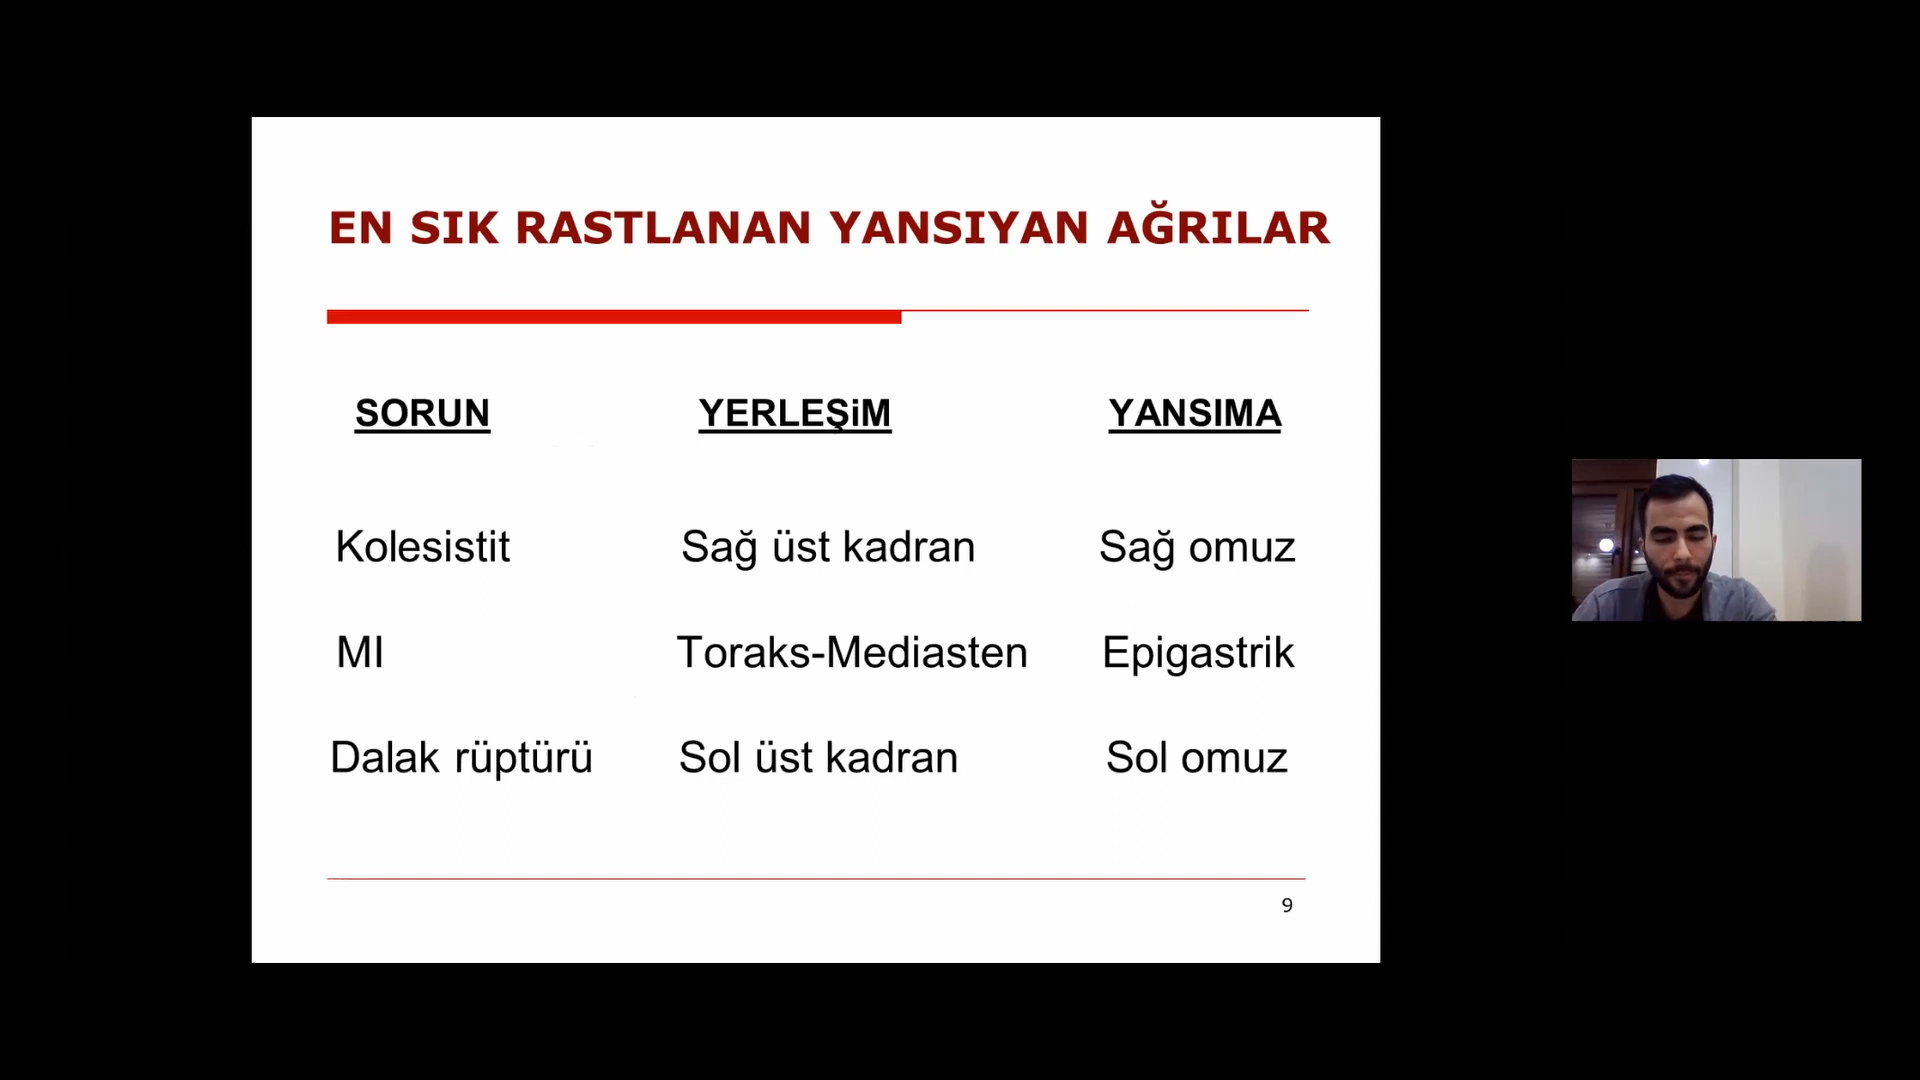 EN SIK RASTLANAN YANSIYAN AĞRILAR
SORUN YERLEŞiM YANSIMA
Kolesistit Sağ üst kadran Sağ omuz
MI Toraks-Mediasten Epigastrik
Dalak rüptürü Sol üst kadran Sol omuz
9